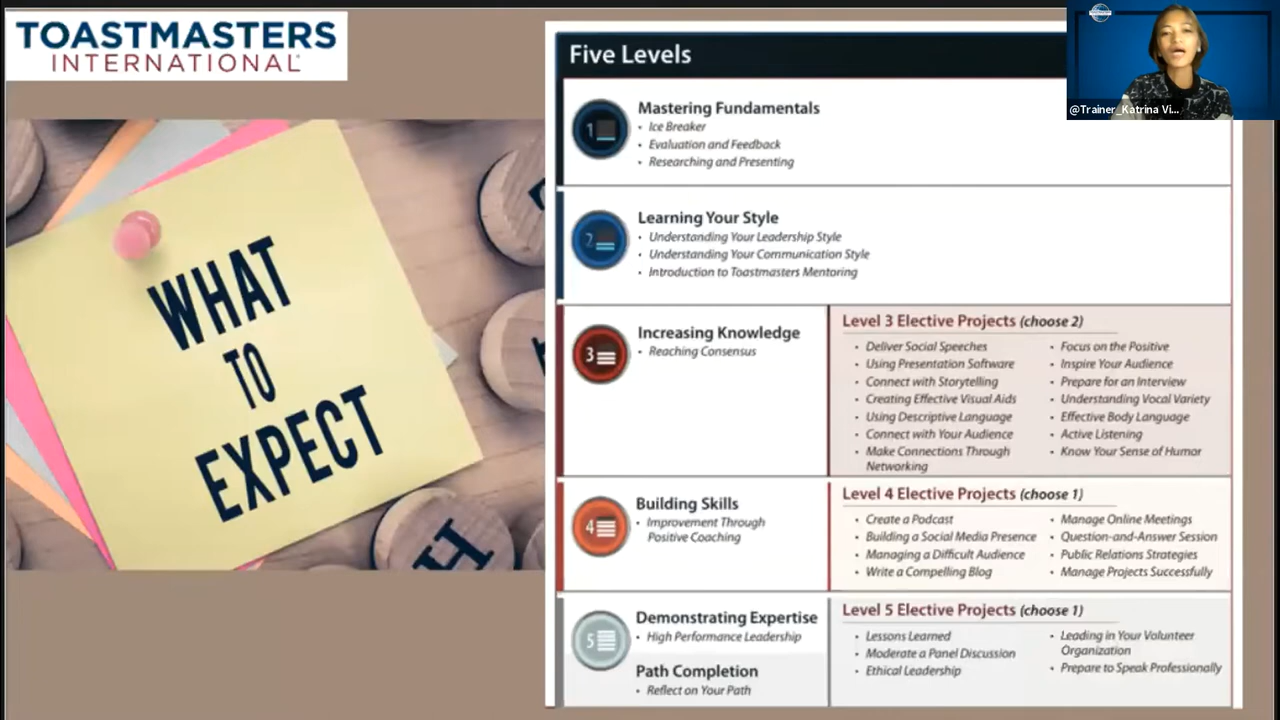 TOASTMASTERS
INTERNATIONAL
WHAT
TO
EXPECT
H
Five Levels
1
Mastering Fundamentals
• Ice Breaker
• Evaluation and Feedback
• Researching and Presenting
2
Learning Your Style
• Understanding Your Leadership Style
• Understanding Your Communication Style
• Introduction to Toastmasters Mentoring
3
Increasing Knowledge
• Reaching Consensus
Level 3 Elective Projects (choose 2)
• Deliver Social Speeches
• Using Presentation Software
• Connect with Storytelling
• Creating Effective Visual Aids
• Using Descriptive Language
• Connect with Your Audience
• Make Connections Through
Networking
• Focus on the Positive
• Inspire Your Audience
• Prepare for an Interview
• Understanding Vocal Variety
• Effective Body Language
• Active Listening
• Know Your Sense of Humor
4
Building Skills
• Improvement Through
Positive Coaching
Level 4 Elective Projects (choose 1)
• Create a Podcast
• Building a Social Media Presence
• Managing a Difficult Audience
• Write a Compelling Blog
• Manage Online Meetings
• Question-and-Answer Session
• Public Relations Strategies
• Manage Projects Successfully
5
Demonstrating Expertise
• High Performance Leadership
Path Completion
• Reflect on Your Path
Level 5 Elective Projects (choose 1)
• Lessons Learned
• Moderate a Panel Discussion
• Ethical Leadership
• Leading in Your Volunteer
Organization
• Prepare to Speak Professionally
@Trainer_Katrina Vi...